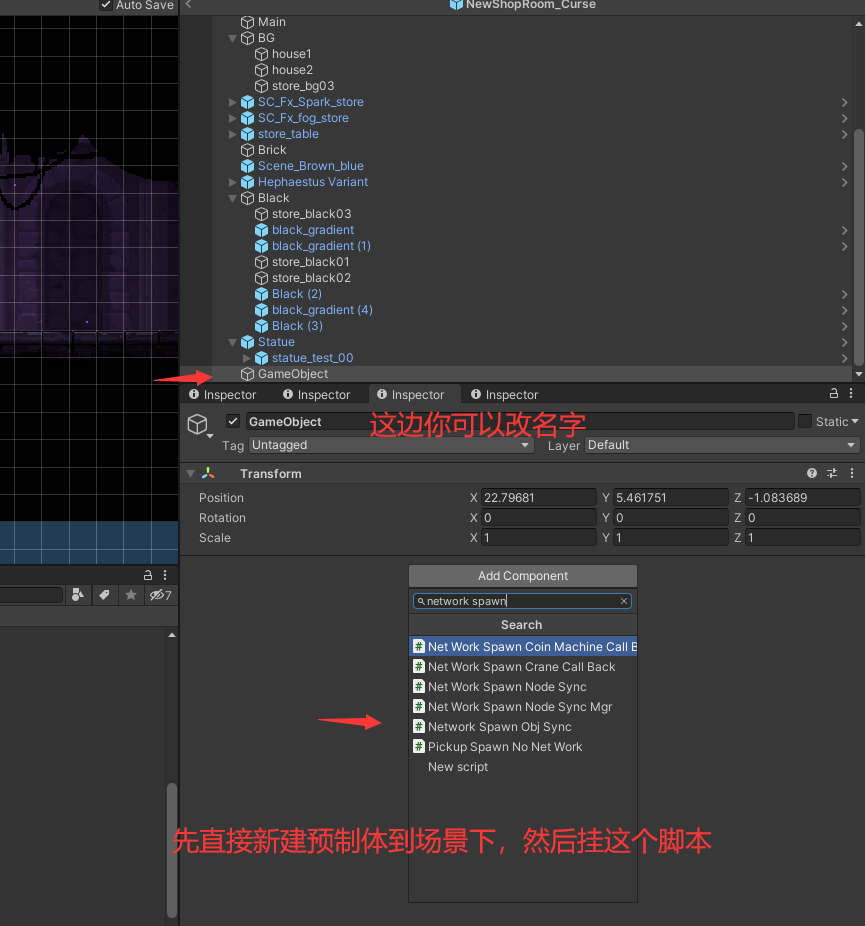 Auto Save
NewShopRoom_Curse
Main
BG
house1
house2
store_bg03
SC_Fx_Spark_store
SC_Fx_fog_store
store_table
Brick
Scene_Brown_blue
Hephaestus Variant
Black
store_black03
black_gradient
black_gradient (1)
store_black01
store_black02
Black (2)
black_gradient (4)
Black (3)
Statue
statue_test_00
GameObject
Inspector Inspector Inspector Inspector
GameObject 这边你可以改名字 Static
Tag Untagged Layer Default
Transform
Position X 22.79681 Y 5.461751 Z -1.083689
Rotation X 0 Y 0 Z 0
Scale X 1 Y 1 Z 1
7
Add Component
network spawn
Search
Net Work Spawn Coin Machine Call B
Net Work Spawn Crane Call Back
Net Work Spawn Node Sync
Net Work Spawn Node Sync Mgr
Network Spawn Obj Sync
Pickup Spawn No Net Work
New script
先直接新建预制体到场景下，然后挂这个脚本